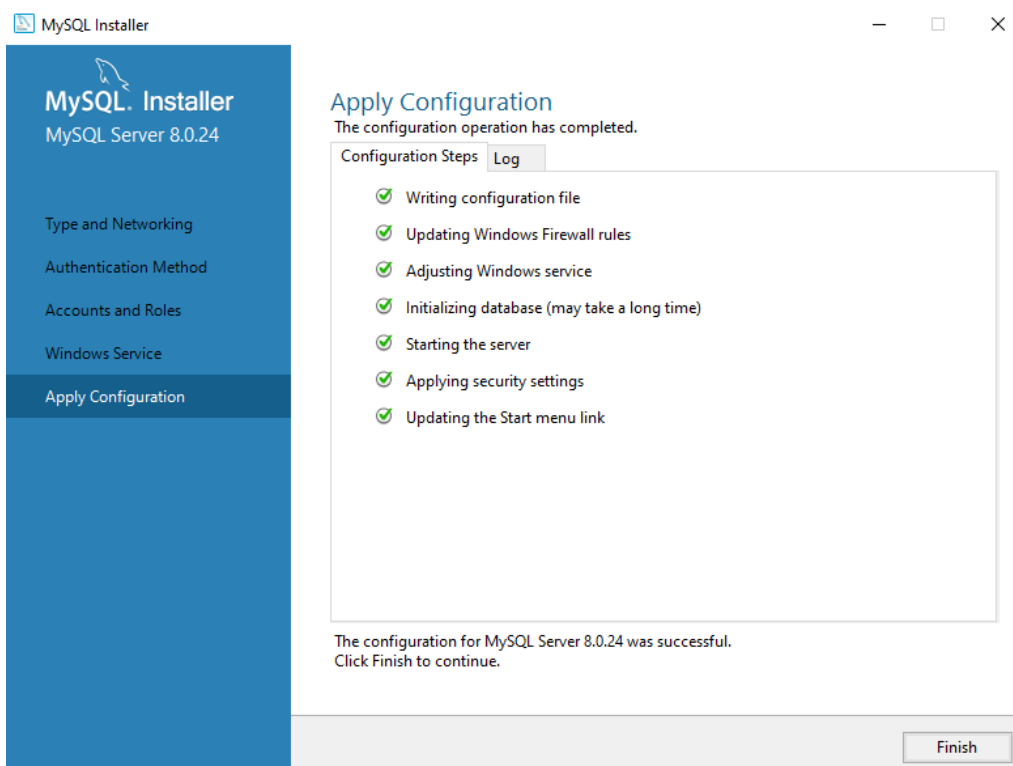 MySQL Installer
MySQL. Installer
MySQL Server 8.0.24
Type and Networking
Authentication Method
Accounts and Roles
Windows Service
Apply Configuration
Apply Configuration
The configuration operation has completed.
Configuration Steps Log
Writing configuration file
Updating Windows Firewall rules
Adjusting Windows service
Initializing database (may take a long time)
Starting the server
Applying security settings
Updating the Start menu link
The configuration for MySQL Server 8.0.24 was successful.
Click Finish to continue.
Finish